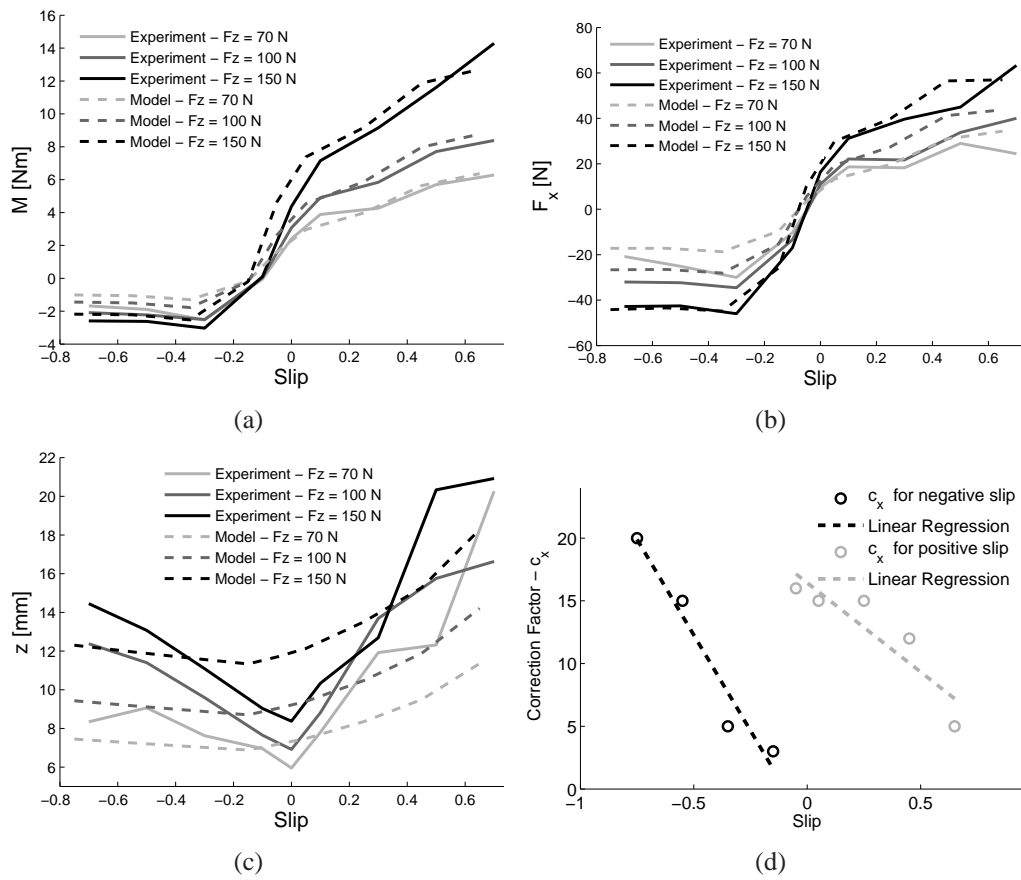 16
14
12
10
8
6
4
2
0
−2
−4
M [Nm]
Experiment − Fz = 70 N
Experiment − Fz = 100 N
Experiment − Fz = 150 N
Model − Fz = 70 N
Model − Fz = 100 N
Model − Fz = 150 N
−0.8 −0.6 −0.4 −0.2 0 0.2 0.4 0.6
Slip
(a)
80
60
40
20
0
−20
−40
−60
F_x [N]
Experiment − Fz = 70 N
Experiment − Fz = 100 N
Experiment − Fz = 150 N
Model − Fz = 70 N
Model − Fz = 100 N
Model − Fz = 150 N
−0.8 −0.6 −0.4 −0.2 0 0.2 0.4 0.6
Slip
(b)
22
20
18
16
14
12
10
8
6
z [mm]
Experiment − Fz = 70 N
Experiment − Fz = 100 N
Experiment − Fz = 150 N
Model − Fz = 70 N
Model − Fz = 100 N
Model − Fz = 150 N
−0.8 −0.6 −0.4 −0.2 0 0.2 0.4 0.6
Slip
(c)
20
15
10
5
0
Correction Factor − c_x
c_x for negative slip
Linear Regression
c_x for positive slip
Linear Regression
−1 −0.5 0 0.5
Slip
(d)